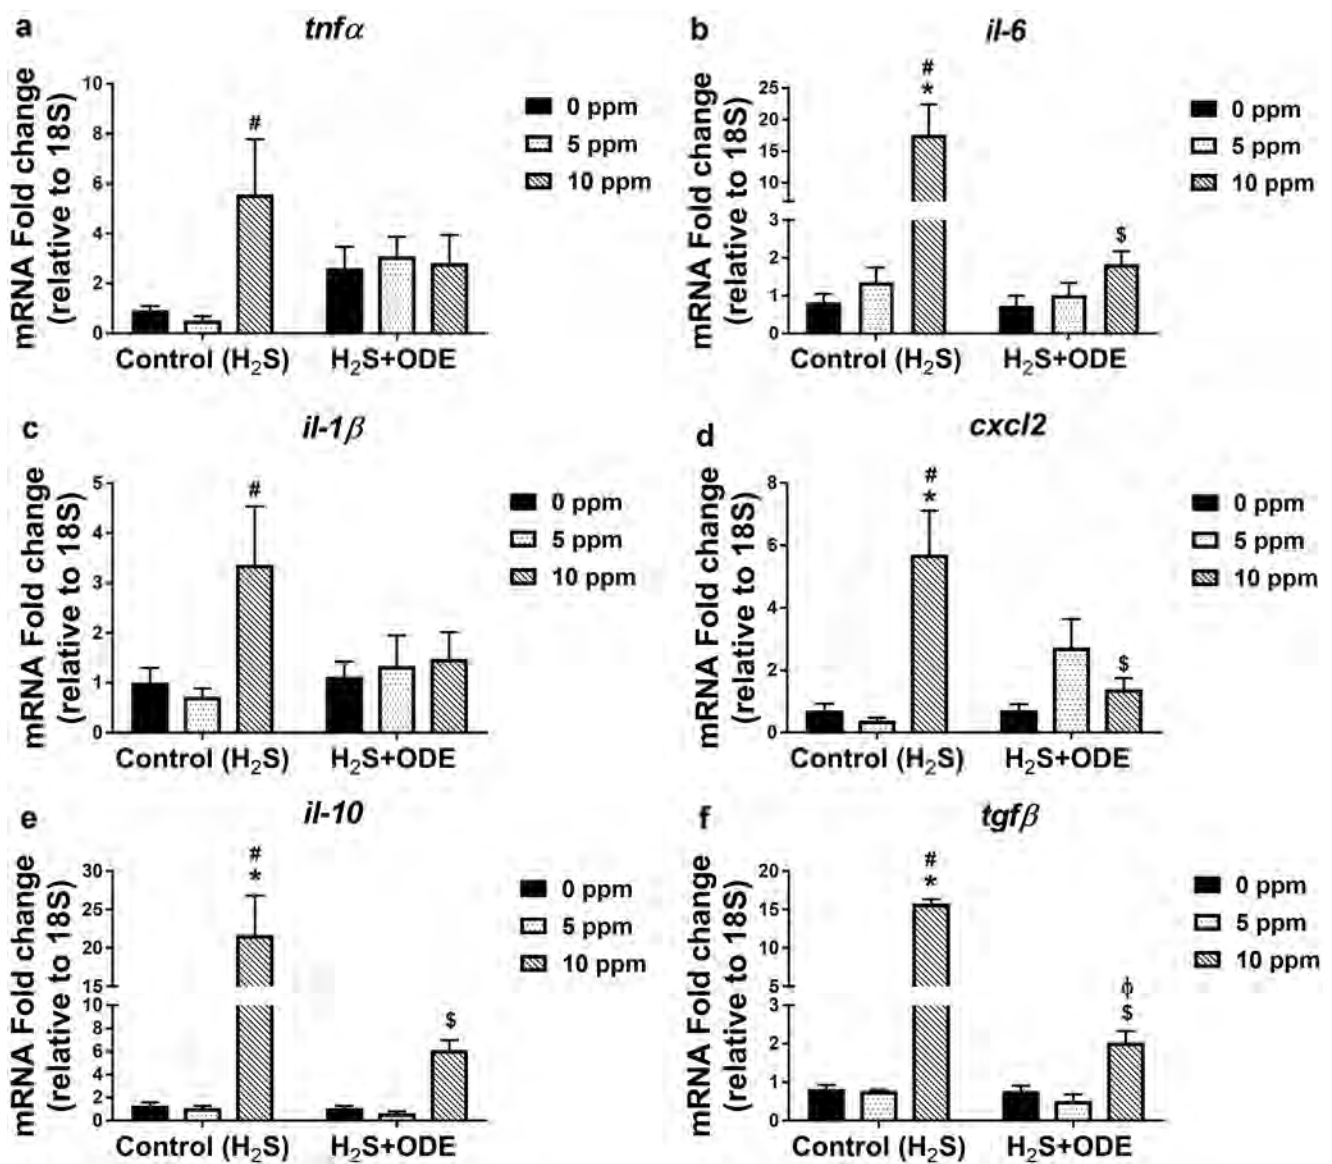 a
tnfα
mRNA Fold change
(relative to 18S)
10
8
6
4
2
0
#
Control (H₂S)
H₂S+ODE
0 ppm
5 ppm
10 ppm
b
il-6
mRNA Fold change
(relative to 18S)
25
20
15
10
3
2
1
0
#
*
$
Control (H₂S)
H₂S+ODE
0 ppm
5 ppm
10 ppm
c
il-1β
mRNA Fold change
(relative to 18S)
5
4
3
2
1
0
#
Control (H₂S)
H₂S+ODE
0 ppm
5 ppm
10 ppm
d
cxcl2
mRNA Fold change
(relative to 18S)
8
6
4
2
0
#
*
$
Control (H₂S)
H₂S+ODE
0 ppm
5 ppm
10 ppm
e
il-10
mRNA Fold change
(relative to 18S)
30
25
20
15
10
8
6
4
2
0
#
*
$
Control (H₂S)
H₂S+ODE
0 ppm
5 ppm
10 ppm
f
tgfβ
mRNA Fold change
(relative to 18S)
20
15
10
5
3
2
1
0
#
*
ϕ
$
Control (H₂S)
H₂S+ODE
0 ppm
5 ppm
10 ppm